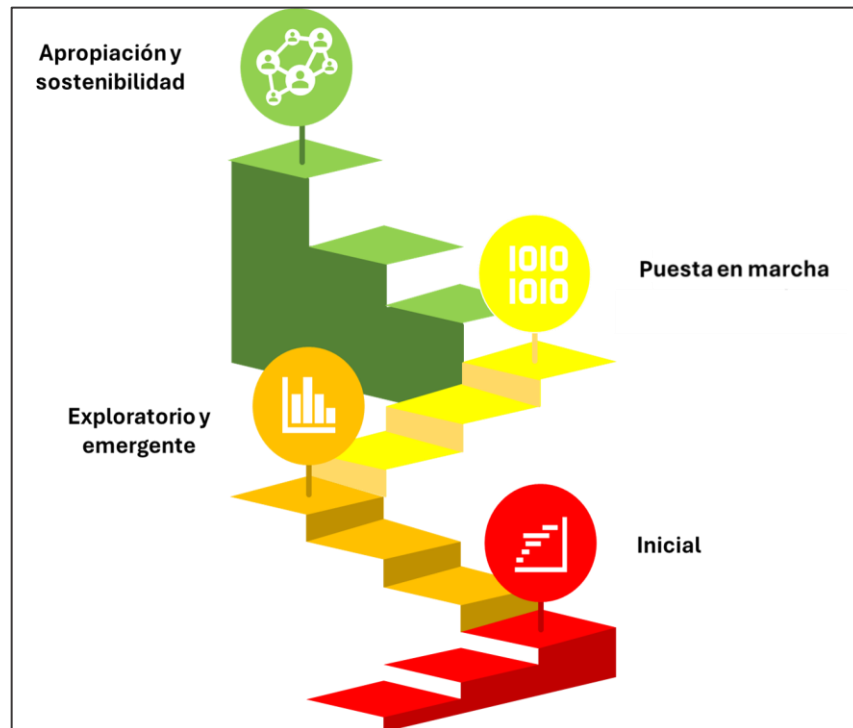 Apropiación y
sostenibilidad
1010
1010
Puesta en marcha
Exploratorio y
emergente
Inicial